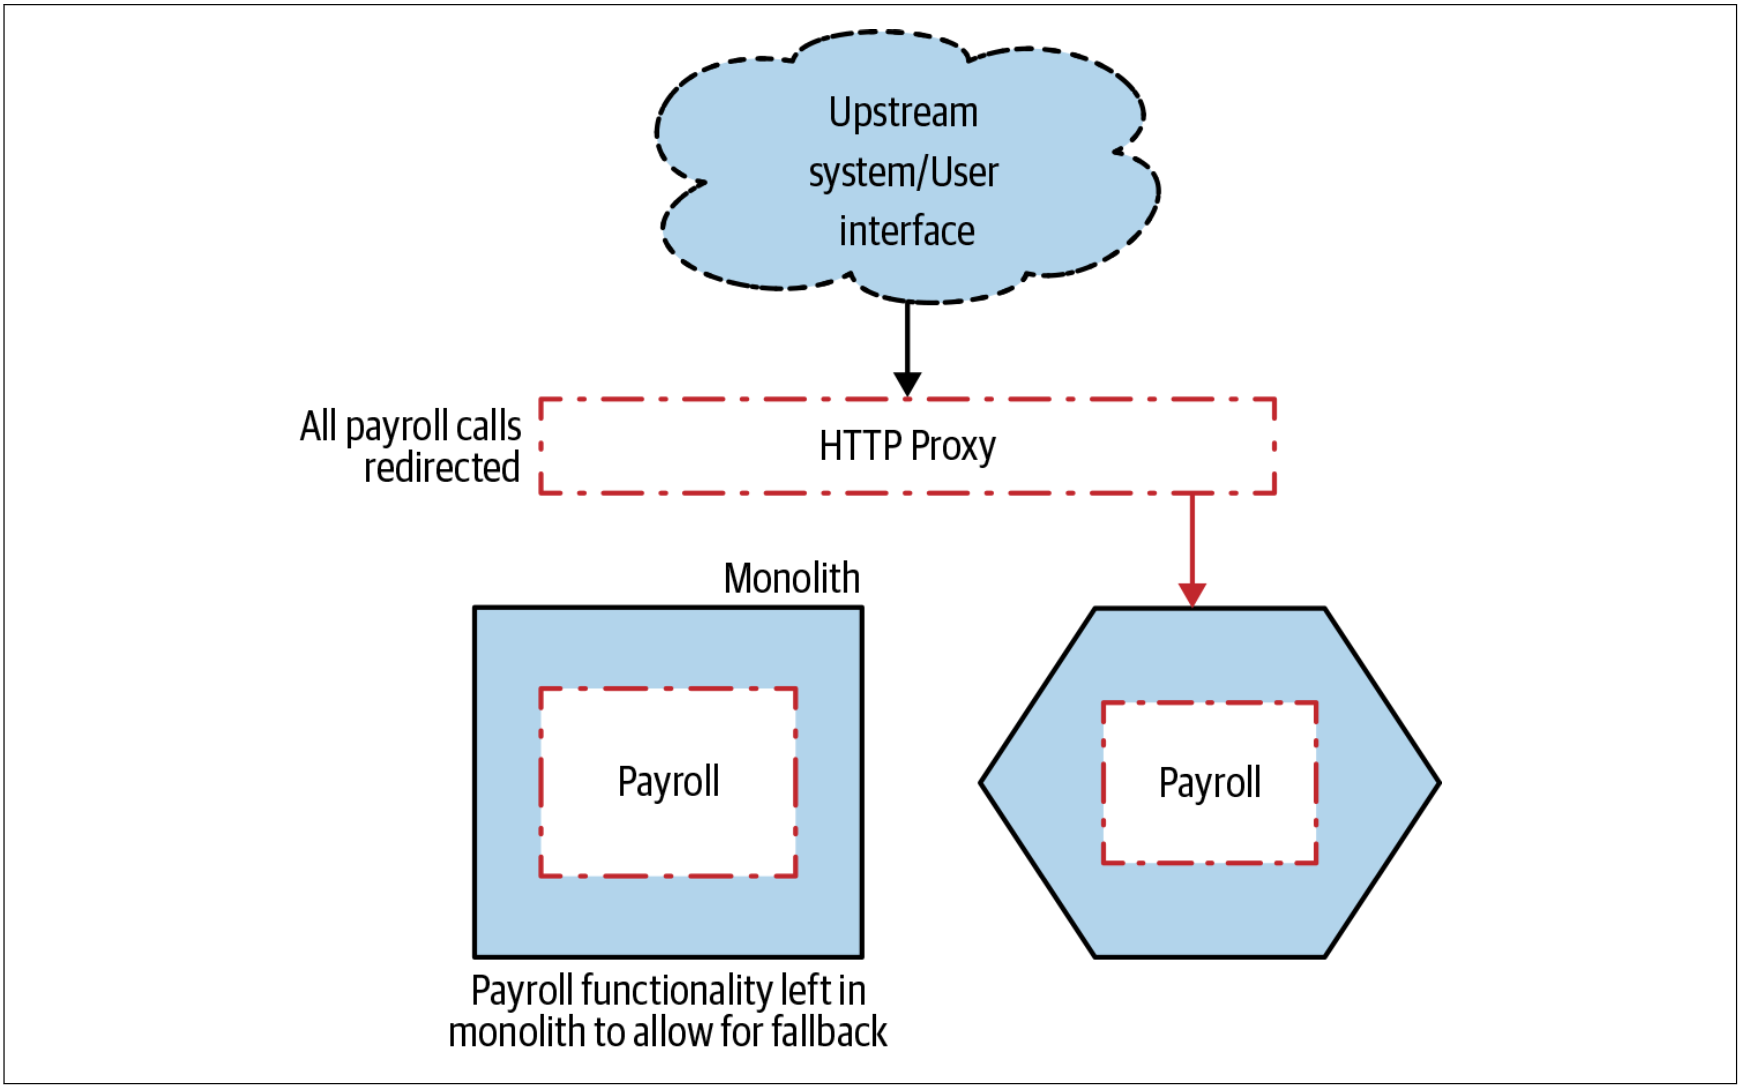 Upstream
system/User
interface
All payroll calls
redirected
HTTP Proxy
Monolith
Payroll
Payroll
Payroll functionality left in
monolith to allow for fallback